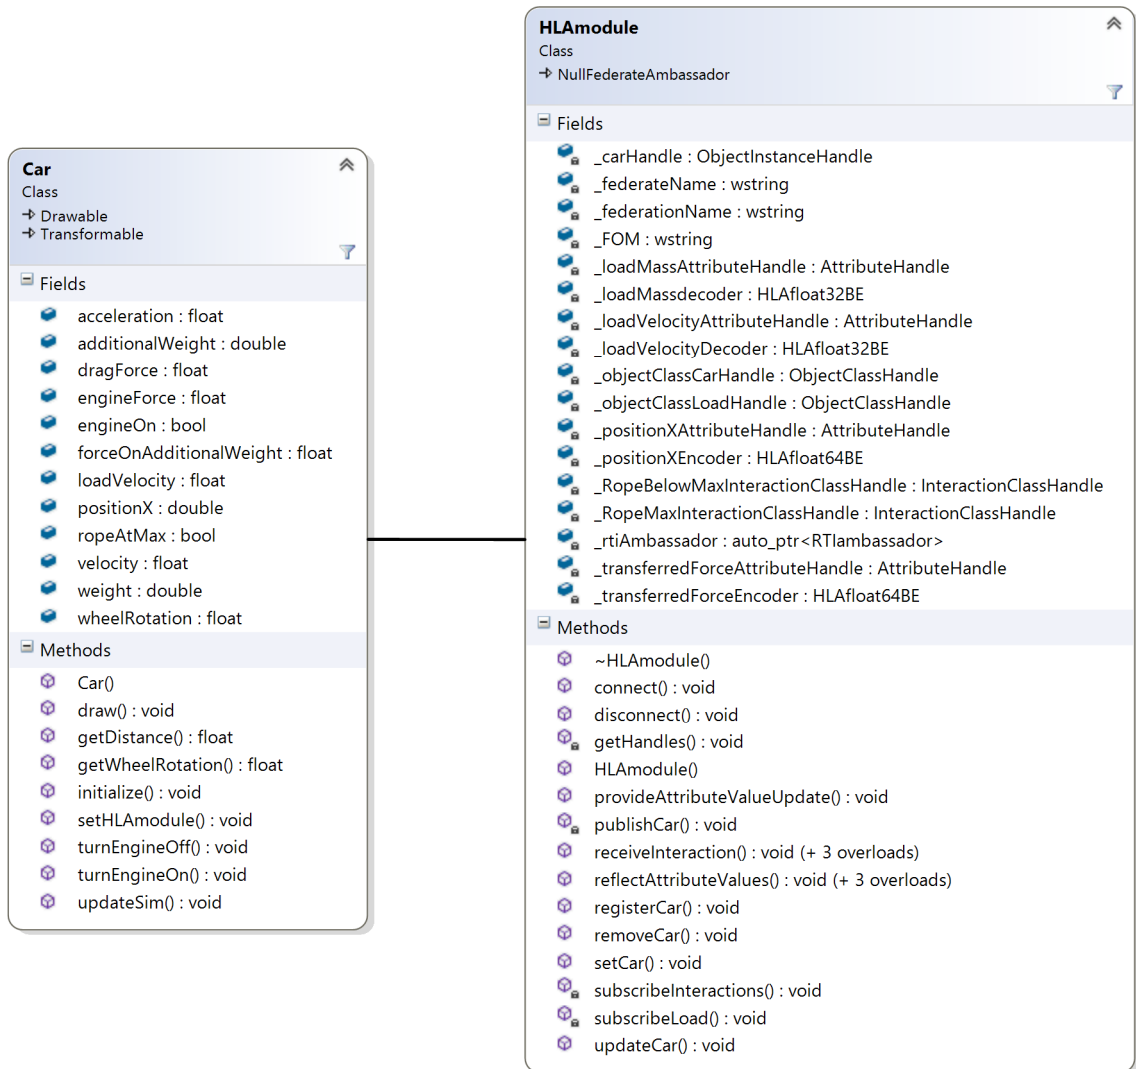 Car
Class
Drawable
Transformable
Fields
acceleration : float
additionalWeight : double
dragForce : float
engineForce : float
engineOn : bool
forceOnAdditionalWeight : float
loadVelocity : float
positionX : double
ropeAtMax : bool
velocity : float
weight : double
wheelRotation : float
Methods
Car()
draw() : void
getDistance() : float
getWheelRotation() : float
initialize() : void
setHLAmodule() : void
turnEngineOff() : void
turnEngineOn() : void
updateSim() : void
HLAmodule
Class
NullFederateAmbassador
Fields
_carHandle : ObjectInstanceHandle
_federateName : wstring
_federationName : wstring
_FOM : wstring
_loadMassAttributeHandle : AttributeHandle
_loadMassdecoder : HLAfloat32BE
_loadVelocityAttributeHandle : AttributeHandle
_loadVelocityDecoder : HLAfloat32BE
_objectClassCarHandle : ObjectClassHandle
_objectClassLoadHandle : ObjectClassHandle
_positionXAttributeHandle : AttributeHandle
_positionXEncoder : HLAfloat64BE
_RopeBelowMaxInteractionClassHandle : InteractionClassHandle
_RopeMaxInteractionClassHandle : InteractionClassHandle
_rtiAmbassador : auto_ptr<RTIambassador>
_transferredForceAttributeHandle : AttributeHandle
_transferredForceEncoder : HLAfloat64BE
Methods
~HLAmodule()
connect() : void
disconnect() : void
getHandles() : void
HLAmodule()
provideAttributeValueUpdate() : void
publishCar() : void
receiveInteraction() : void (+ 3 overloads)
reflectAttributeValues() : void (+ 3 overloads)
registerCar() : void
removeCar() : void
setCar() : void
subscribeInteractions() : void
subscribeLoad() : void
updateCar() : void